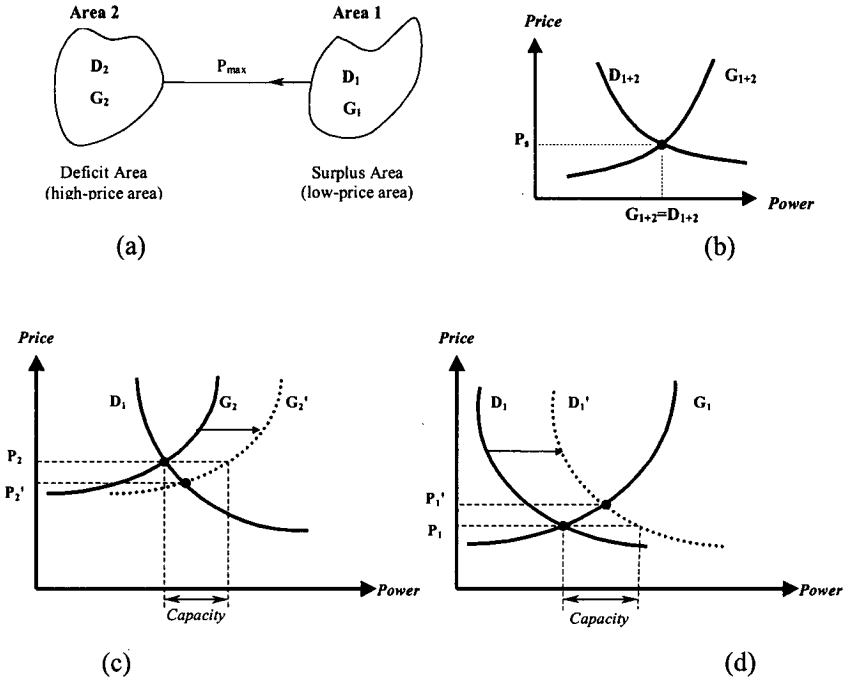 Area 2
Area 1
D2
G2
Pmax
D1
G1
Deficit Area
(high-price area)
Surplus Area
(low-price area)
(a)
Price
D1+2
G1+2
Ps
G1+2=D1+2
Power
(b)
Price
D1
G2
G2'
P2
P2'
Power
Capacity
(c)
Price
D1
D1'
G1
P1'
P1
Power
Capacity
(d)